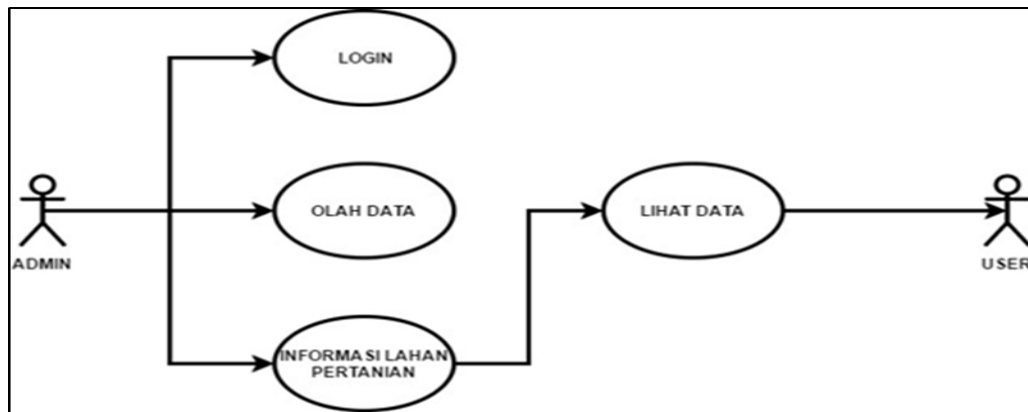 LOGIN
OLAH DATA
LIHAT DATA
ADMIN
USER
INFORMASI LAHAN
PERTANIAN